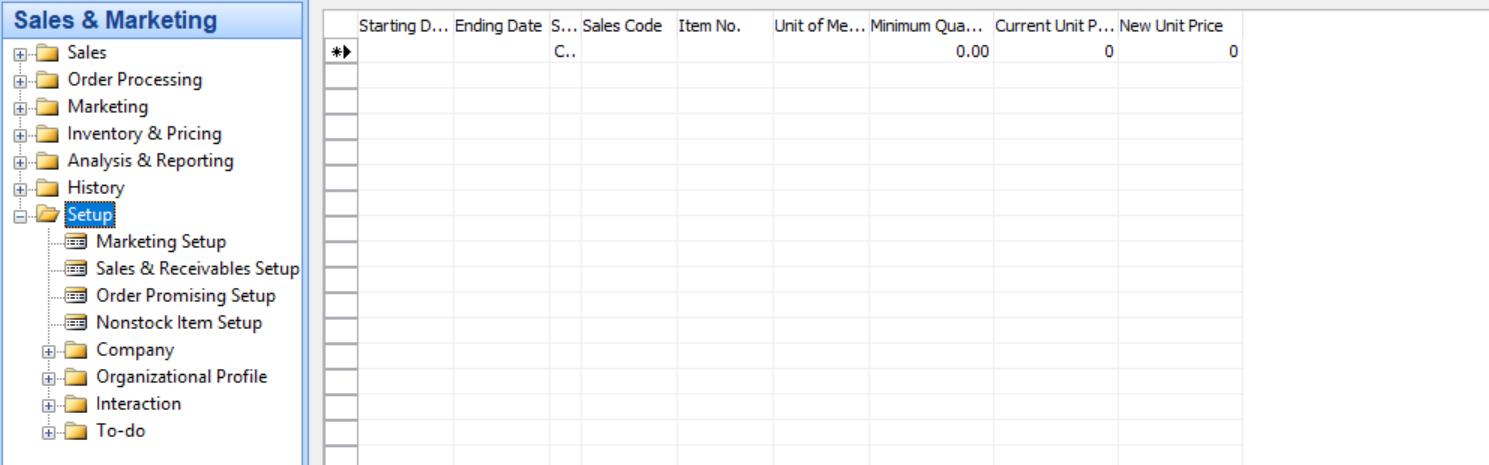 Sales & Marketing
Sales
Order Processing
Marketing
Inventory & Pricing
Analysis & Reporting
History
Setup
Marketing Setup
Sales & Receivables Setup
Order Promising Setup
Nonstock Item Setup
Company
Organizational Profile
Interaction
To-do
Starting D... Ending Date S... Sales Code Item No. Unit of Me... Minimum Qua... Current Unit P... New Unit Price
C.. 0.00 0 0